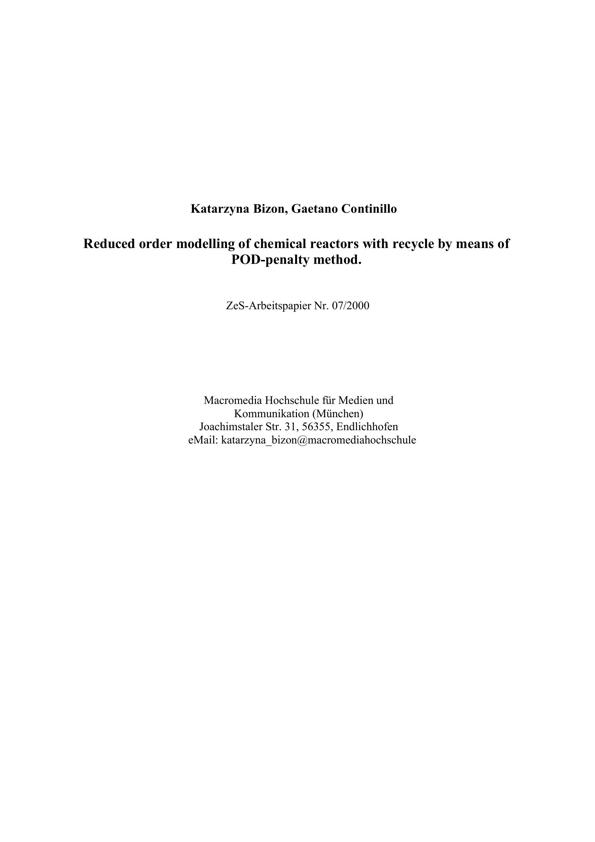 Katarzyna Bizon, Gaetano Continillo
Reduced order modelling of chemical reactors with recycle by means of
POD-penalty method.
ZeS-Arbeitspapier Nr. 07/2000
Macromedia Hochschule für Medien und
Kommunikation (München)
Joachimstaler Str. 31, 56355, Endlichhofen
eMail: katarzyna_bizon@macromediahochschule